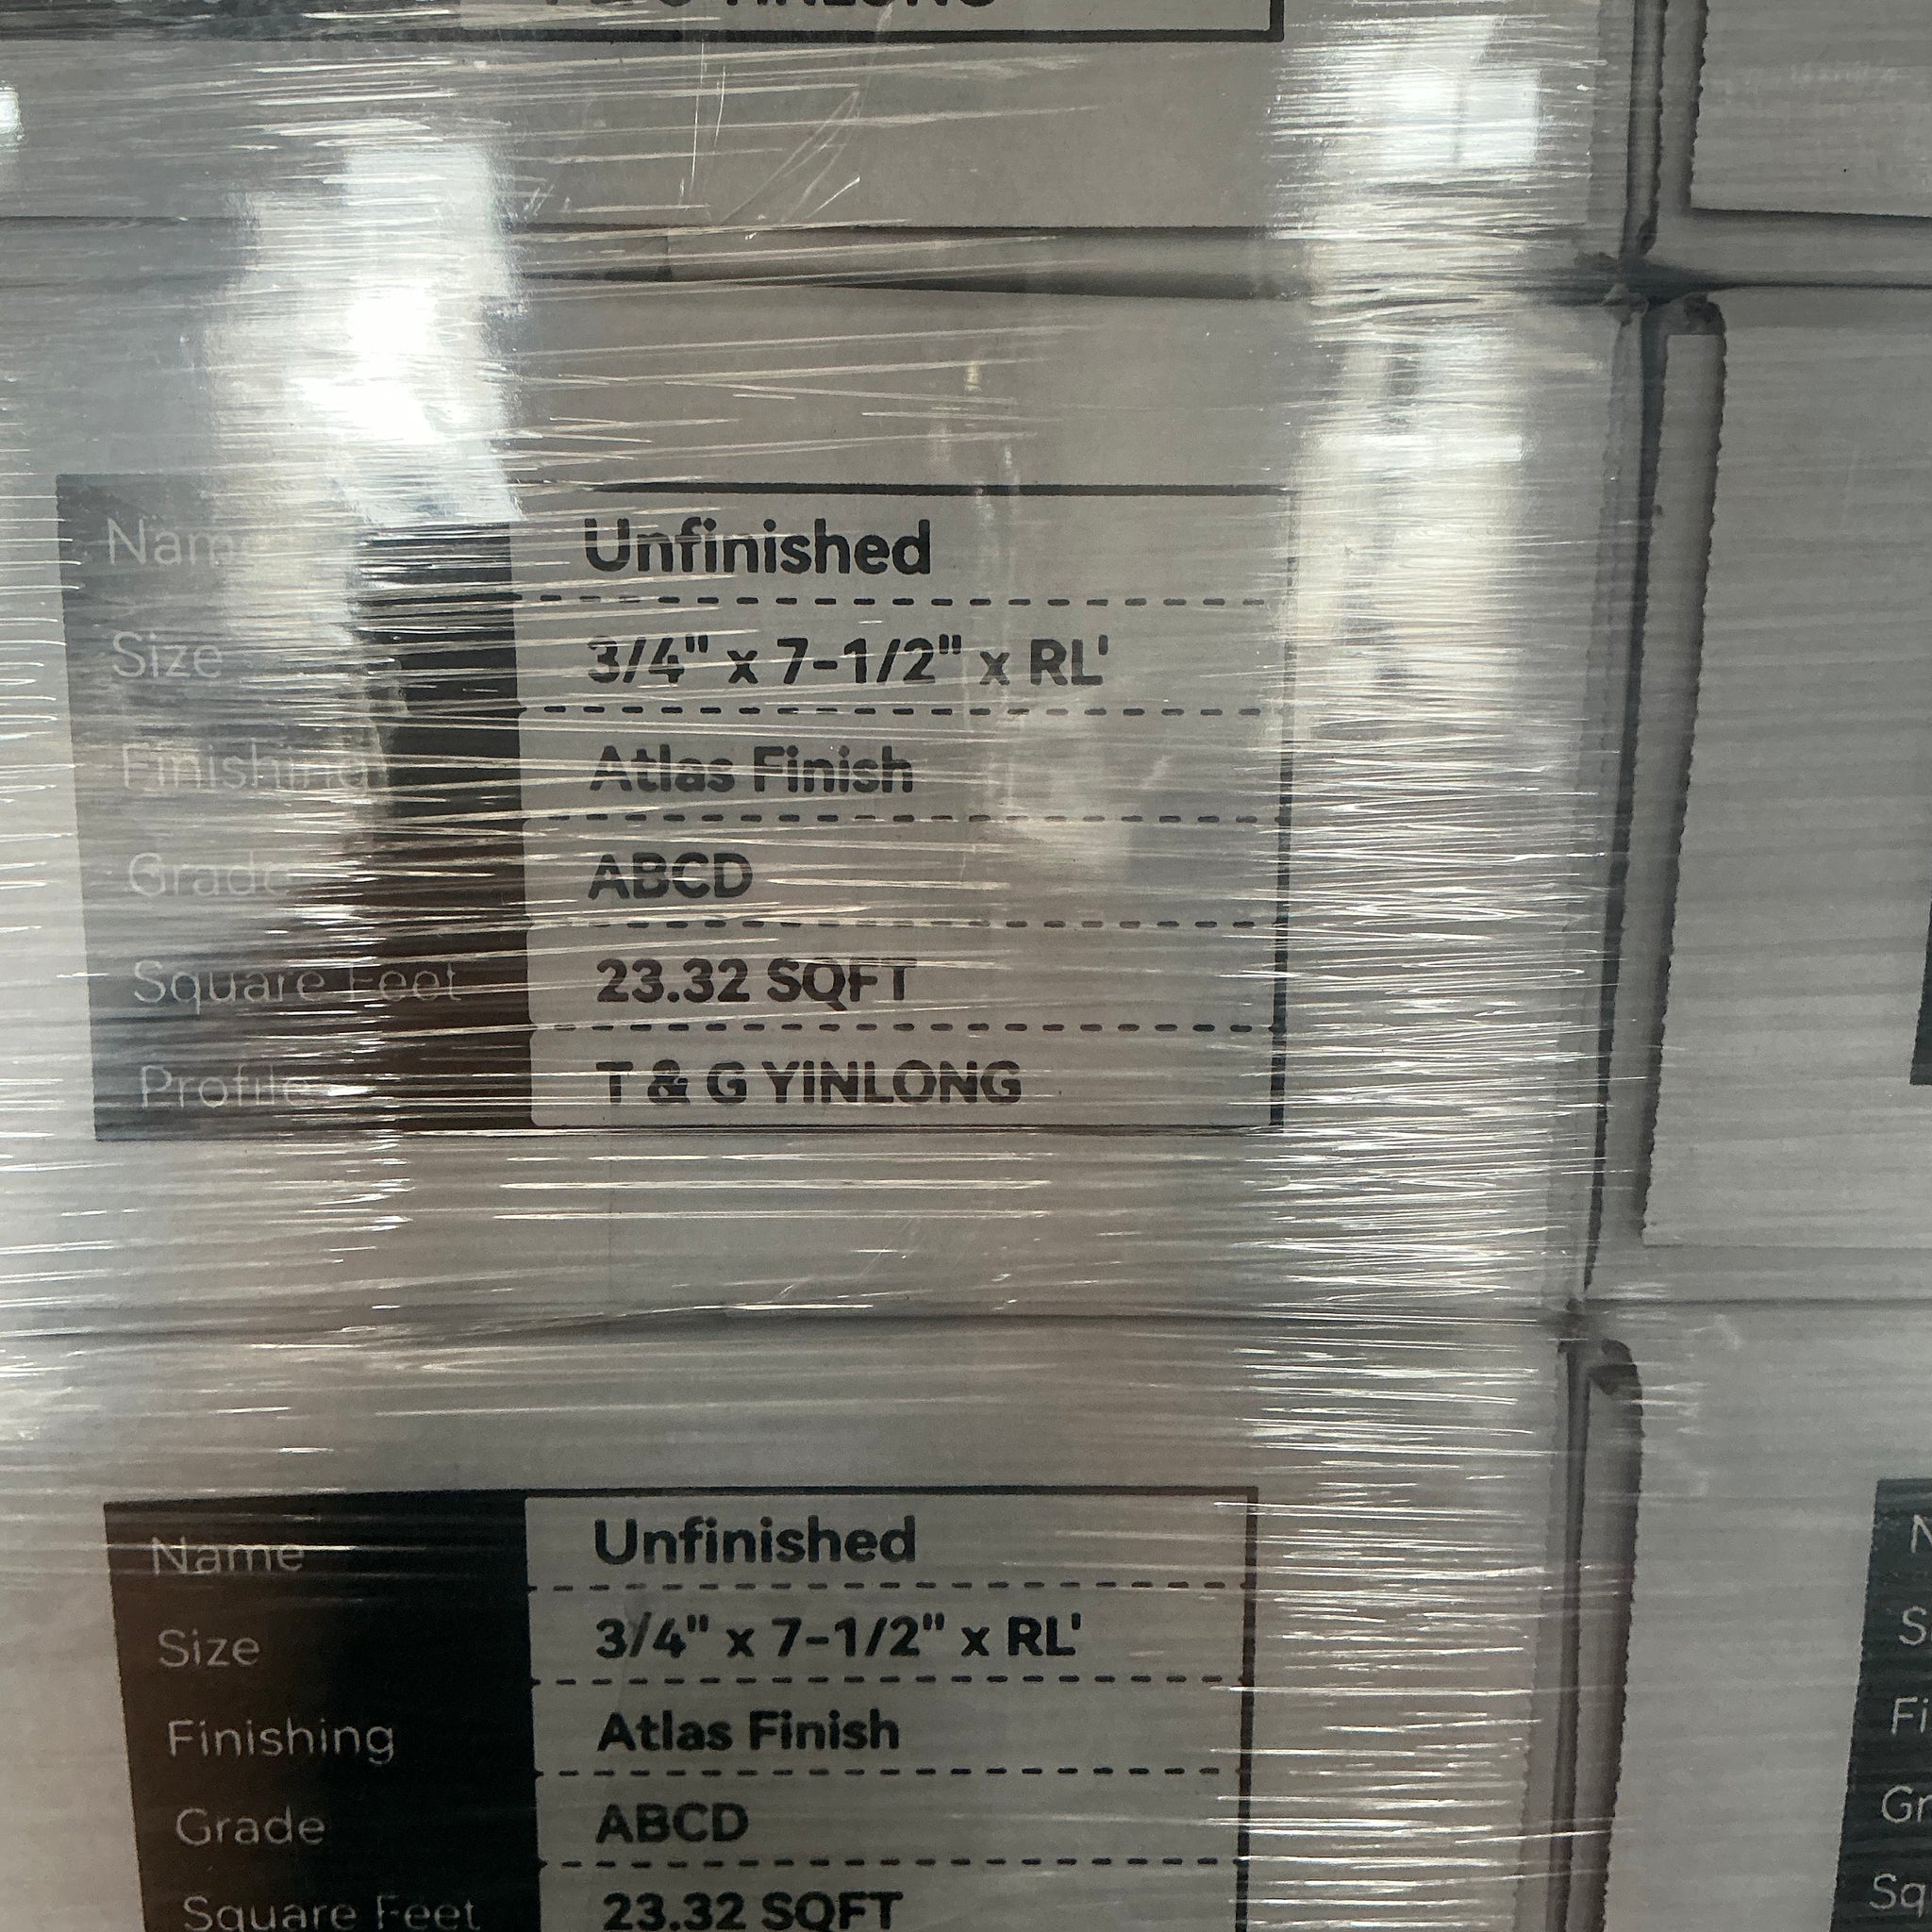 T & G YINLONG
Name Unfinished
Size 3/4" x 7-1/2" x RL'
Finishing Atlas Finish
Grade ABCD
Square Feet 23.32 SQFT
Profile T & G YINLONG
Name Unfinished
Size 3/4" x 7-1/2" x RL'
Finishing Atlas Finish
Grade ABCD
Square Feet 23.32 SQFT